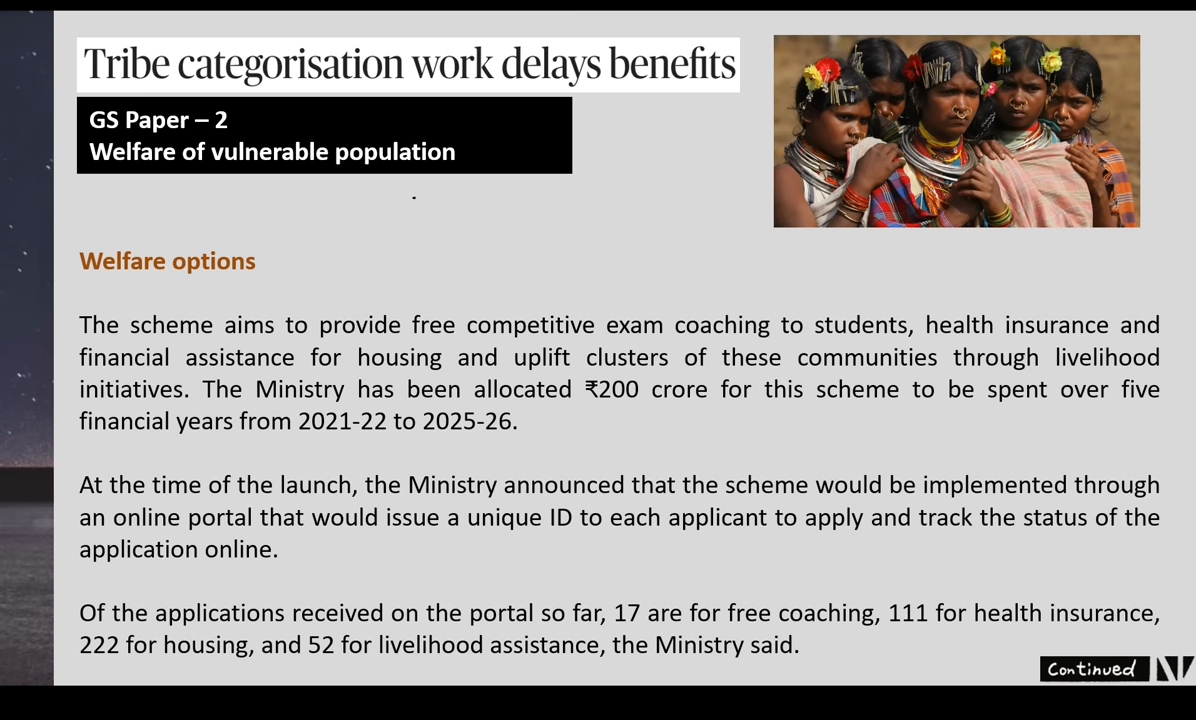 Tribe categorisation work delays benefits
GS Paper – 2
Welfare of vulnerable population
Welfare options
The scheme aims to provide free competitive exam coaching to students, health insurance and
financial assistance for housing and uplift clusters of these communities through livelihood
initiatives. The Ministry has been allocated ₹200 crore for this scheme to be spent over five
financial years from 2021-22 to 2025-26.
At the time of the launch, the Ministry announced that the scheme would be implemented through
an online portal that would issue a unique ID to each applicant to apply and track the status of the
application online.
Of the applications received on the portal so far, 17 are for free coaching, 111 for health insurance,
222 for housing, and 52 for livelihood assistance, the Ministry said.
Continued